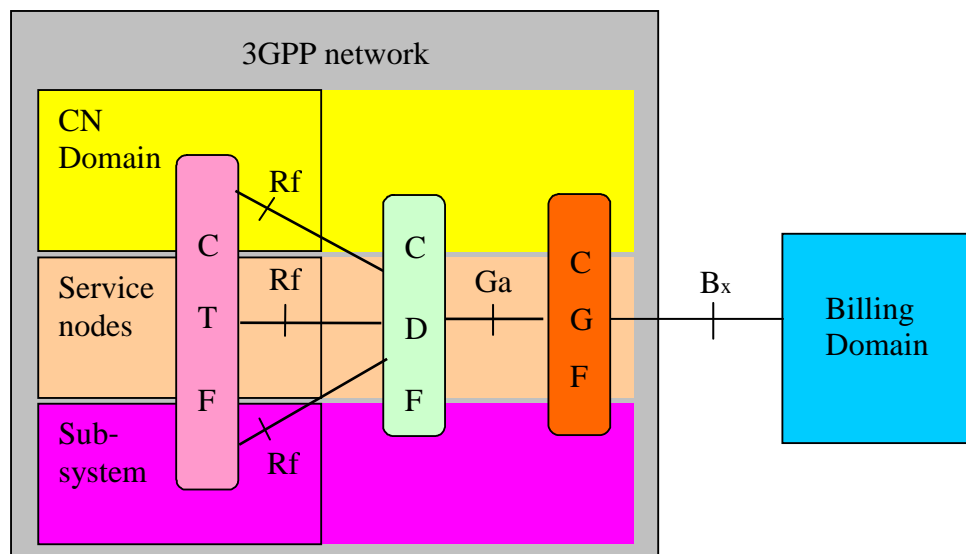 3GPP network
CN
Domain
Rf
C
T
F
Service
nodes
Rf
Sub-
system
Rf
C
D
F
Ga
C
G
F
Bx
Billing
Domain